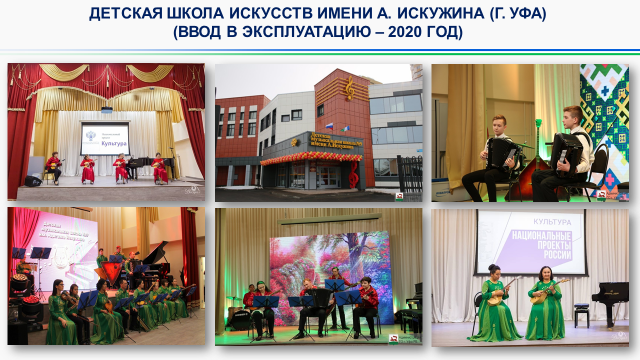 ДЕТСКАЯ ШКОЛА ИСКУССТВ ИМЕНИ А. ИСКУЖИНА (Г. УФА)
(ВВОД В ЭКСПЛУАТАЦИЮ – 2020 ГОД)
Культура
КУЛЬТУРА.
НАЦИОНАЛЬНЫЕ
ПРОЕКТЫ
РОССИИ